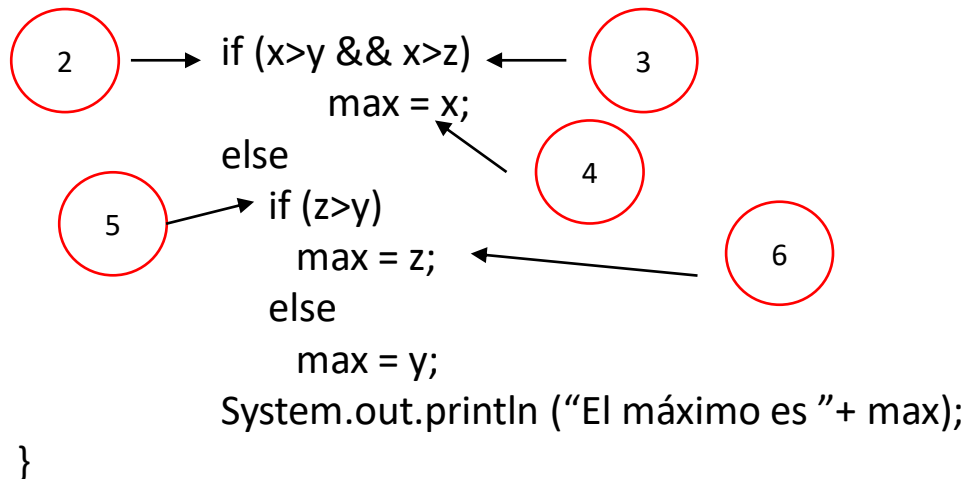 2 if (x>y && x>z) 3
max = x;
else
4
5 if (z>y)
max = z; 6
else
max = y;
System.out.println (“El máximo es ”+ max);
}